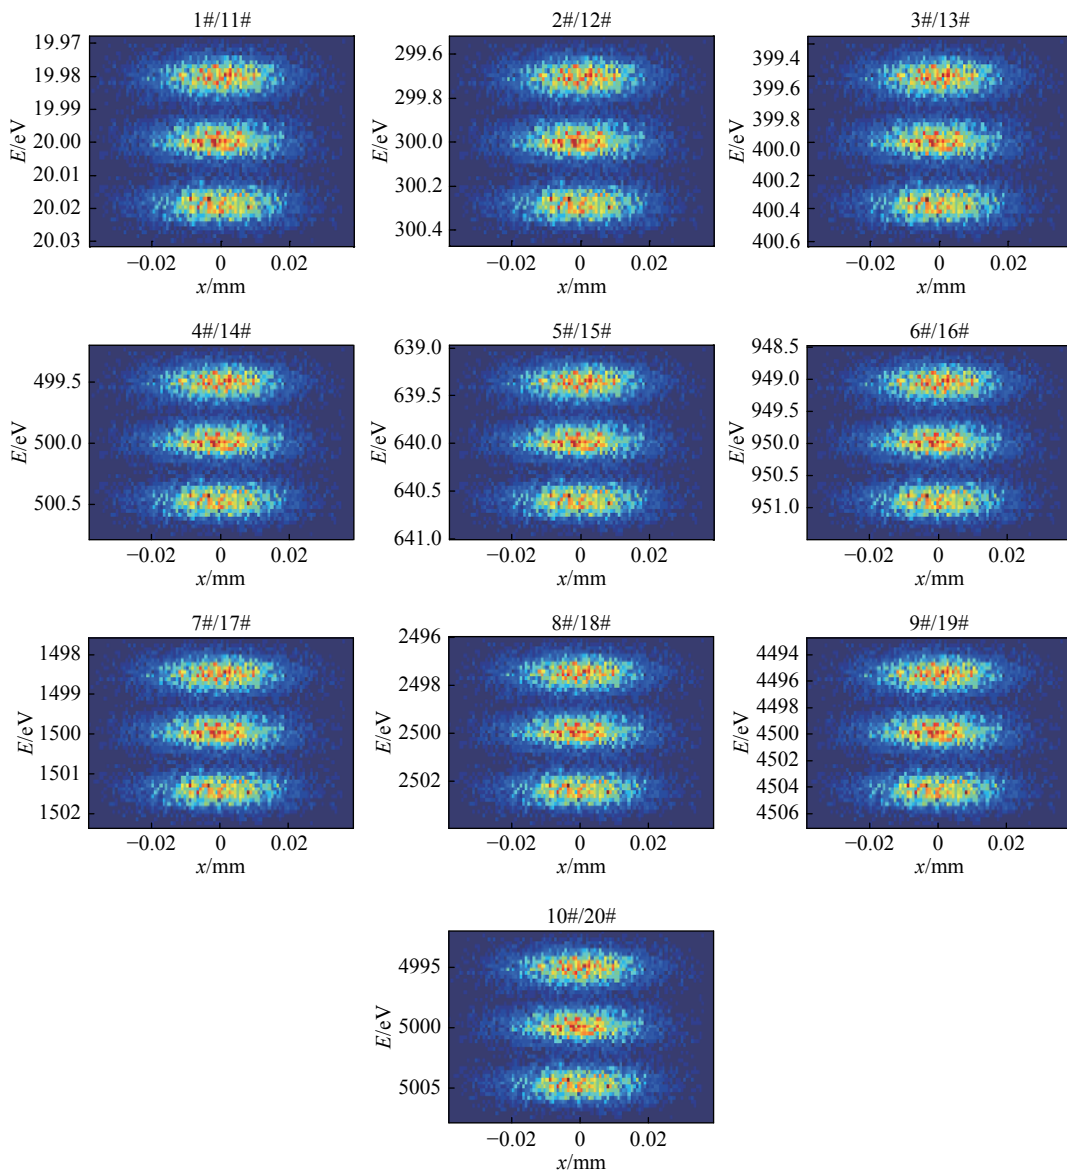 1#/11#
2#/12#
3#/13#
19.97
19.98
19.99
20.00
20.01
20.02
20.03
E/eV
−0.02 0 0.02
x/mm
299.6
299.8
300.0
300.2
300.4
E/eV
−0.02 0 0.02
x/mm
399.4
399.6
399.8
400.0
400.2
400.4
400.6
E/eV
−0.02 0 0.02
x/mm
4#/14#
5#/15#
6#/16#
499.5
500.0
500.5
E/eV
−0.02 0 0.02
x/mm
639.0
639.5
640.0
640.5
641.0
E/eV
−0.02 0 0.02
x/mm
948.5
949.0
949.5
950.0
950.5
951.0
E/eV
−0.02 0 0.02
x/mm
7#/17#
8#/18#
9#/19#
1498
1499
1500
1501
1502
E/eV
−0.02 0 0.02
x/mm
2496
2498
2500
2502
E/eV
−0.02 0 0.02
x/mm
4494
4496
4498
4500
4502
4504
4506
E/eV
−0.02 0 0.02
x/mm
10#/20#
4995
5000
5005
E/eV
−0.02 0 0.02
x/mm